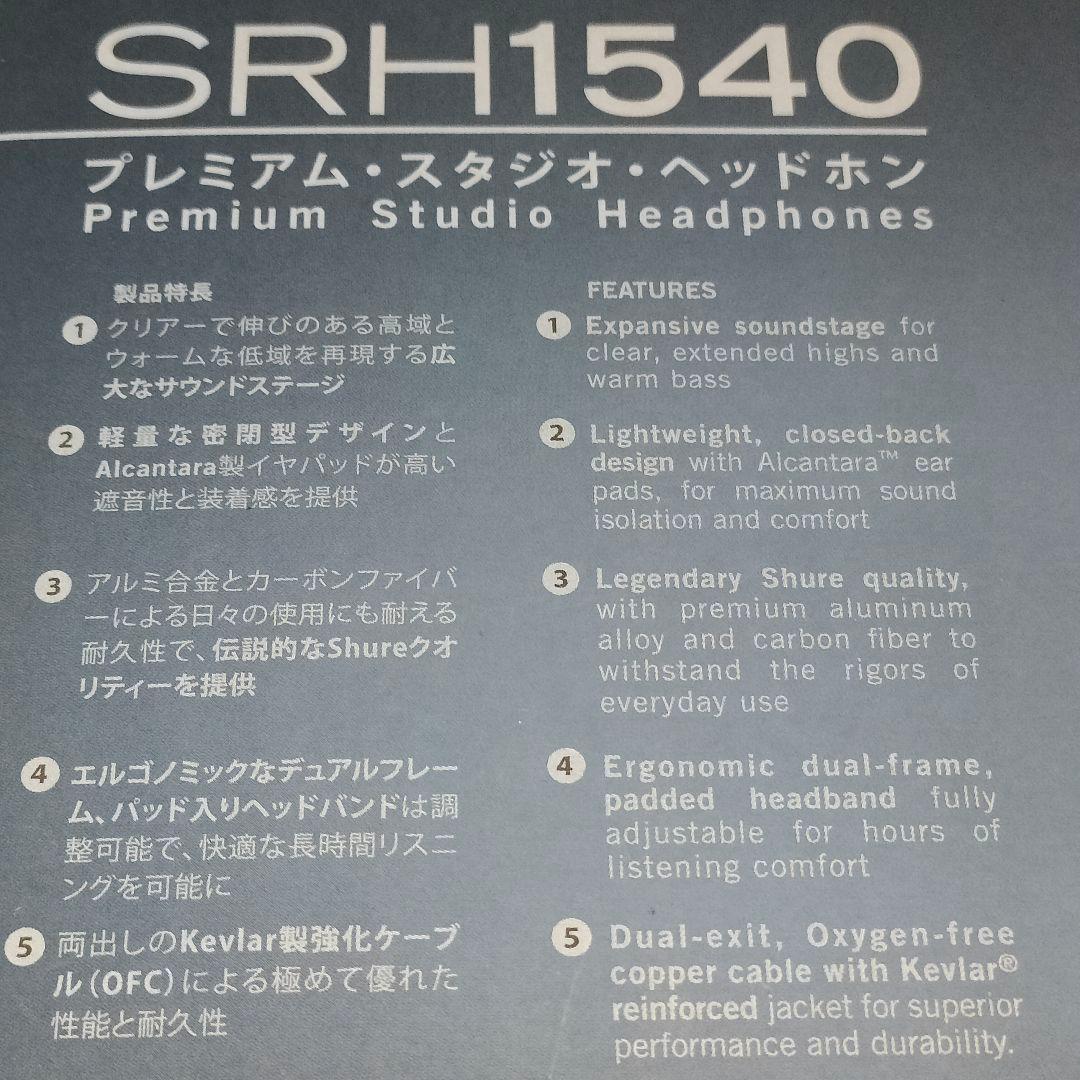 SRH1540
プレミアム・スタジオ・ヘッドホン
Premium Studio Headphones
製品特長
1 クリアーで伸びのある高域と
ウォームな低域を再現する広
大なサウンドステージ
2 軽量な密閉型デザインと
Alcantara製イヤパッドが高い
遮音性と装着感を提供
3 アルミ合金とカーボンファイバ
ーによる日々の使用にも耐える
耐久性で、伝説的なShureクオ
リティーを提供
4 エルゴノミックなデュアルフレー
ム、パッド入りヘッドバンドは調
整可能で、快適な長時間リスニ
ングを可能に
5 両出しのKevlar製強化ケーブ
ル（OFC）による極めて優れた
性能と耐久性
FEATURES
1 Expansive soundstage for
clear, extended highs and
warm bass
2 Lightweight, closed-back
design with Alcantara™ ear
pads, for maximum sound
isolation and comfort
3 Legendary Shure quality,
with premium aluminum
alloy and carbon fiber to
withstand the rigors of
everyday use
4 Ergonomic dual-frame,
padded headband fully
adjustable for hours of
listening comfort
5 Dual-exit, Oxygen-free
copper cable with Kevlar®
reinforced jacket for superior
performance and durability.